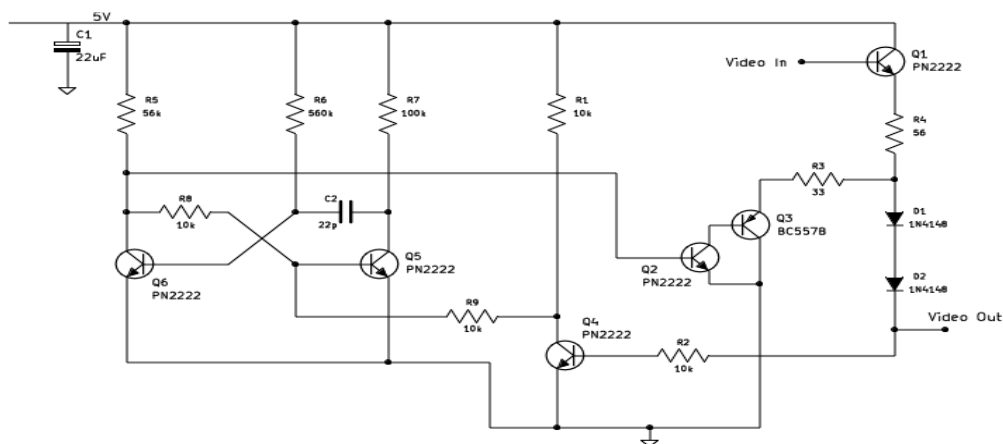 5V
C1
22uF
Video In
Q1
PN2222
R5
56k
R6
560k
R7
100k
R1
10k
R4
56
R3
33
R8
10k
C2
22p
Q3
BC557B
D1
1N4148
Q6
PN2222
Q5
PN2222
Q2
PN2222
D2
1N4148
R9
10k
Q4
PN2222
Video Out
R2
10k